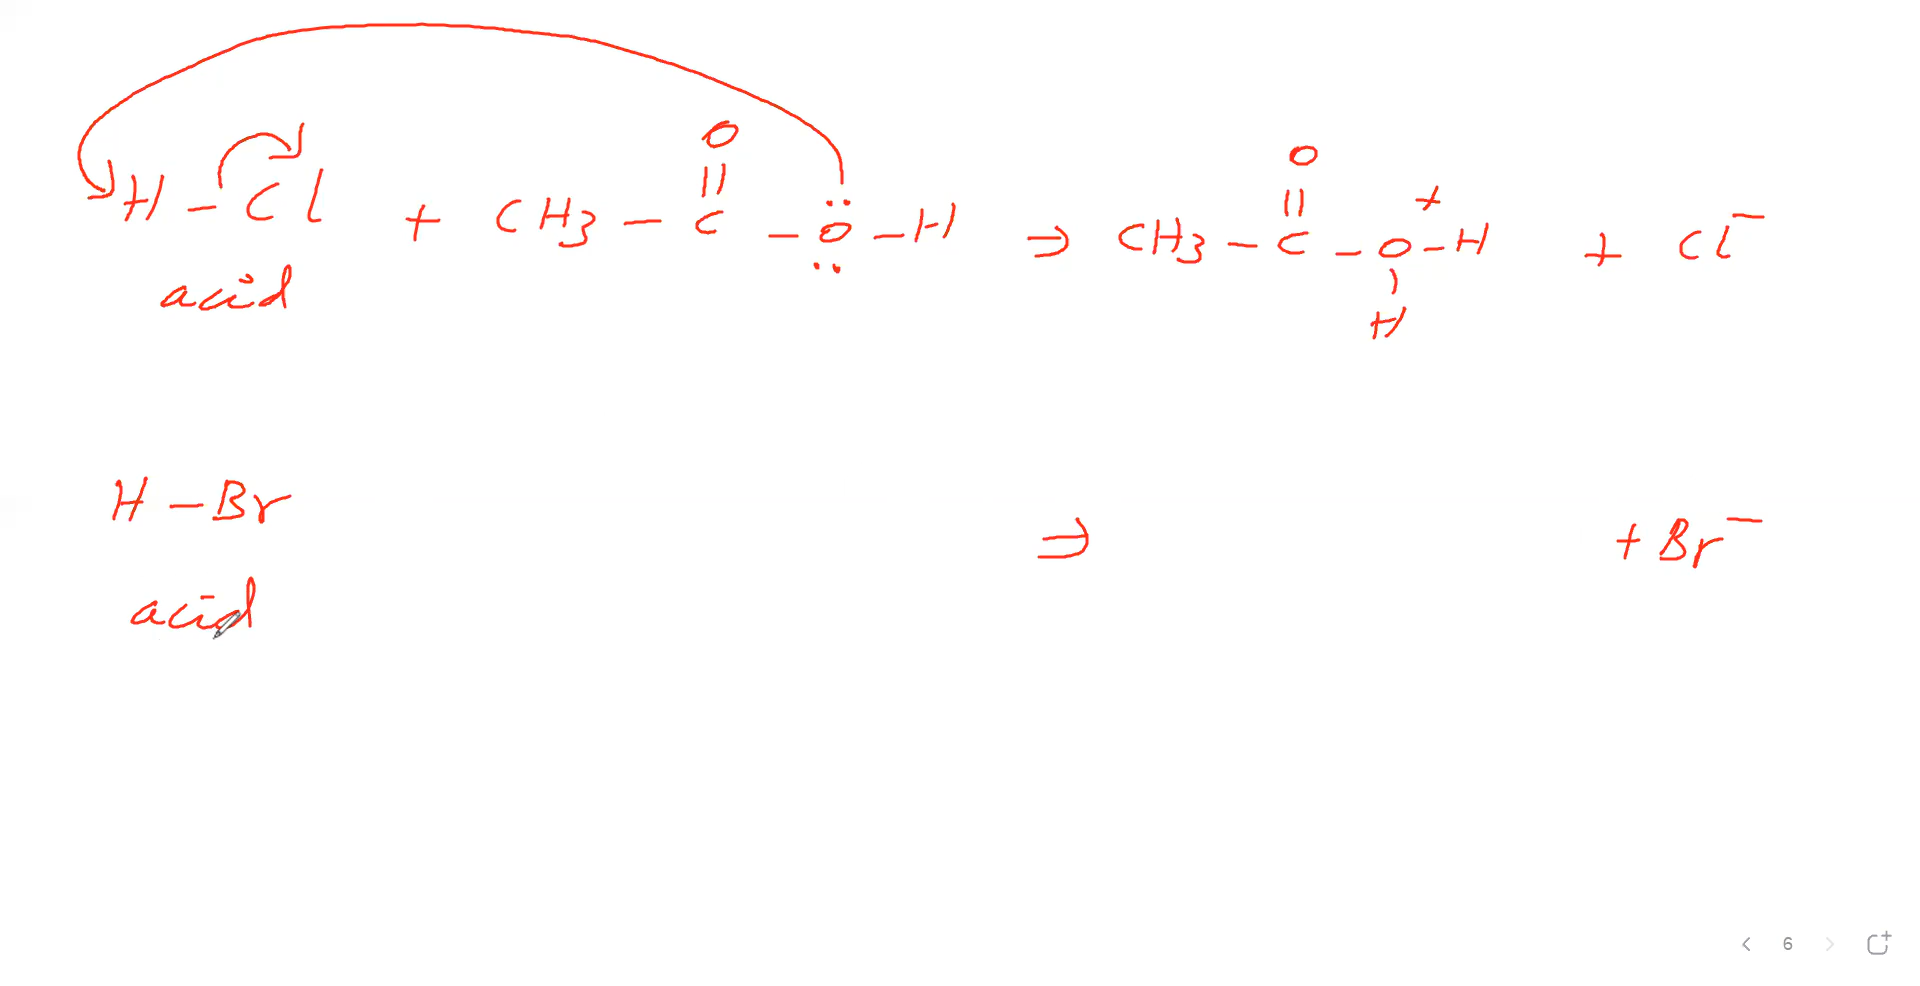 O O
|| || +
H - Cl + CH3 - C - O - H ⇒ CH3 - C - O - H + Cl⁻
acid |
H
H - Br ⇒ + Br⁻
acid
6